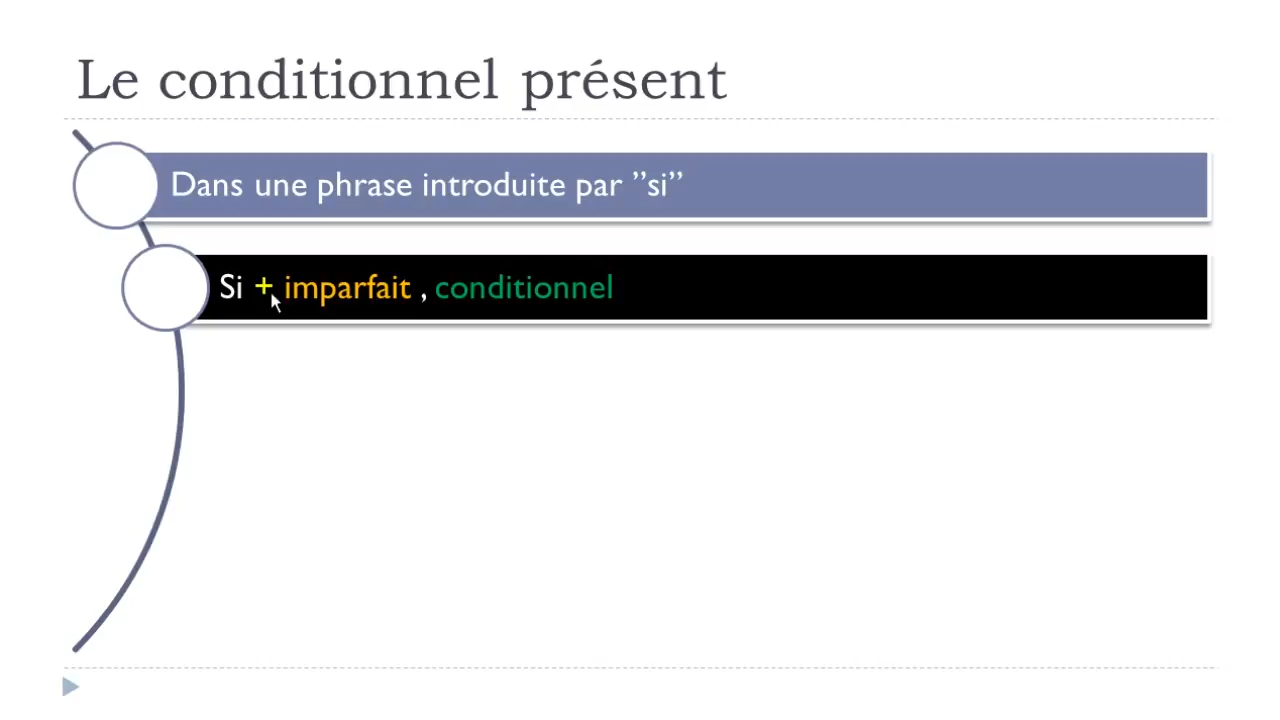 Le conditionnel présent
Dans une phrase introduite par ”si”
Si + imparfait , conditionnel